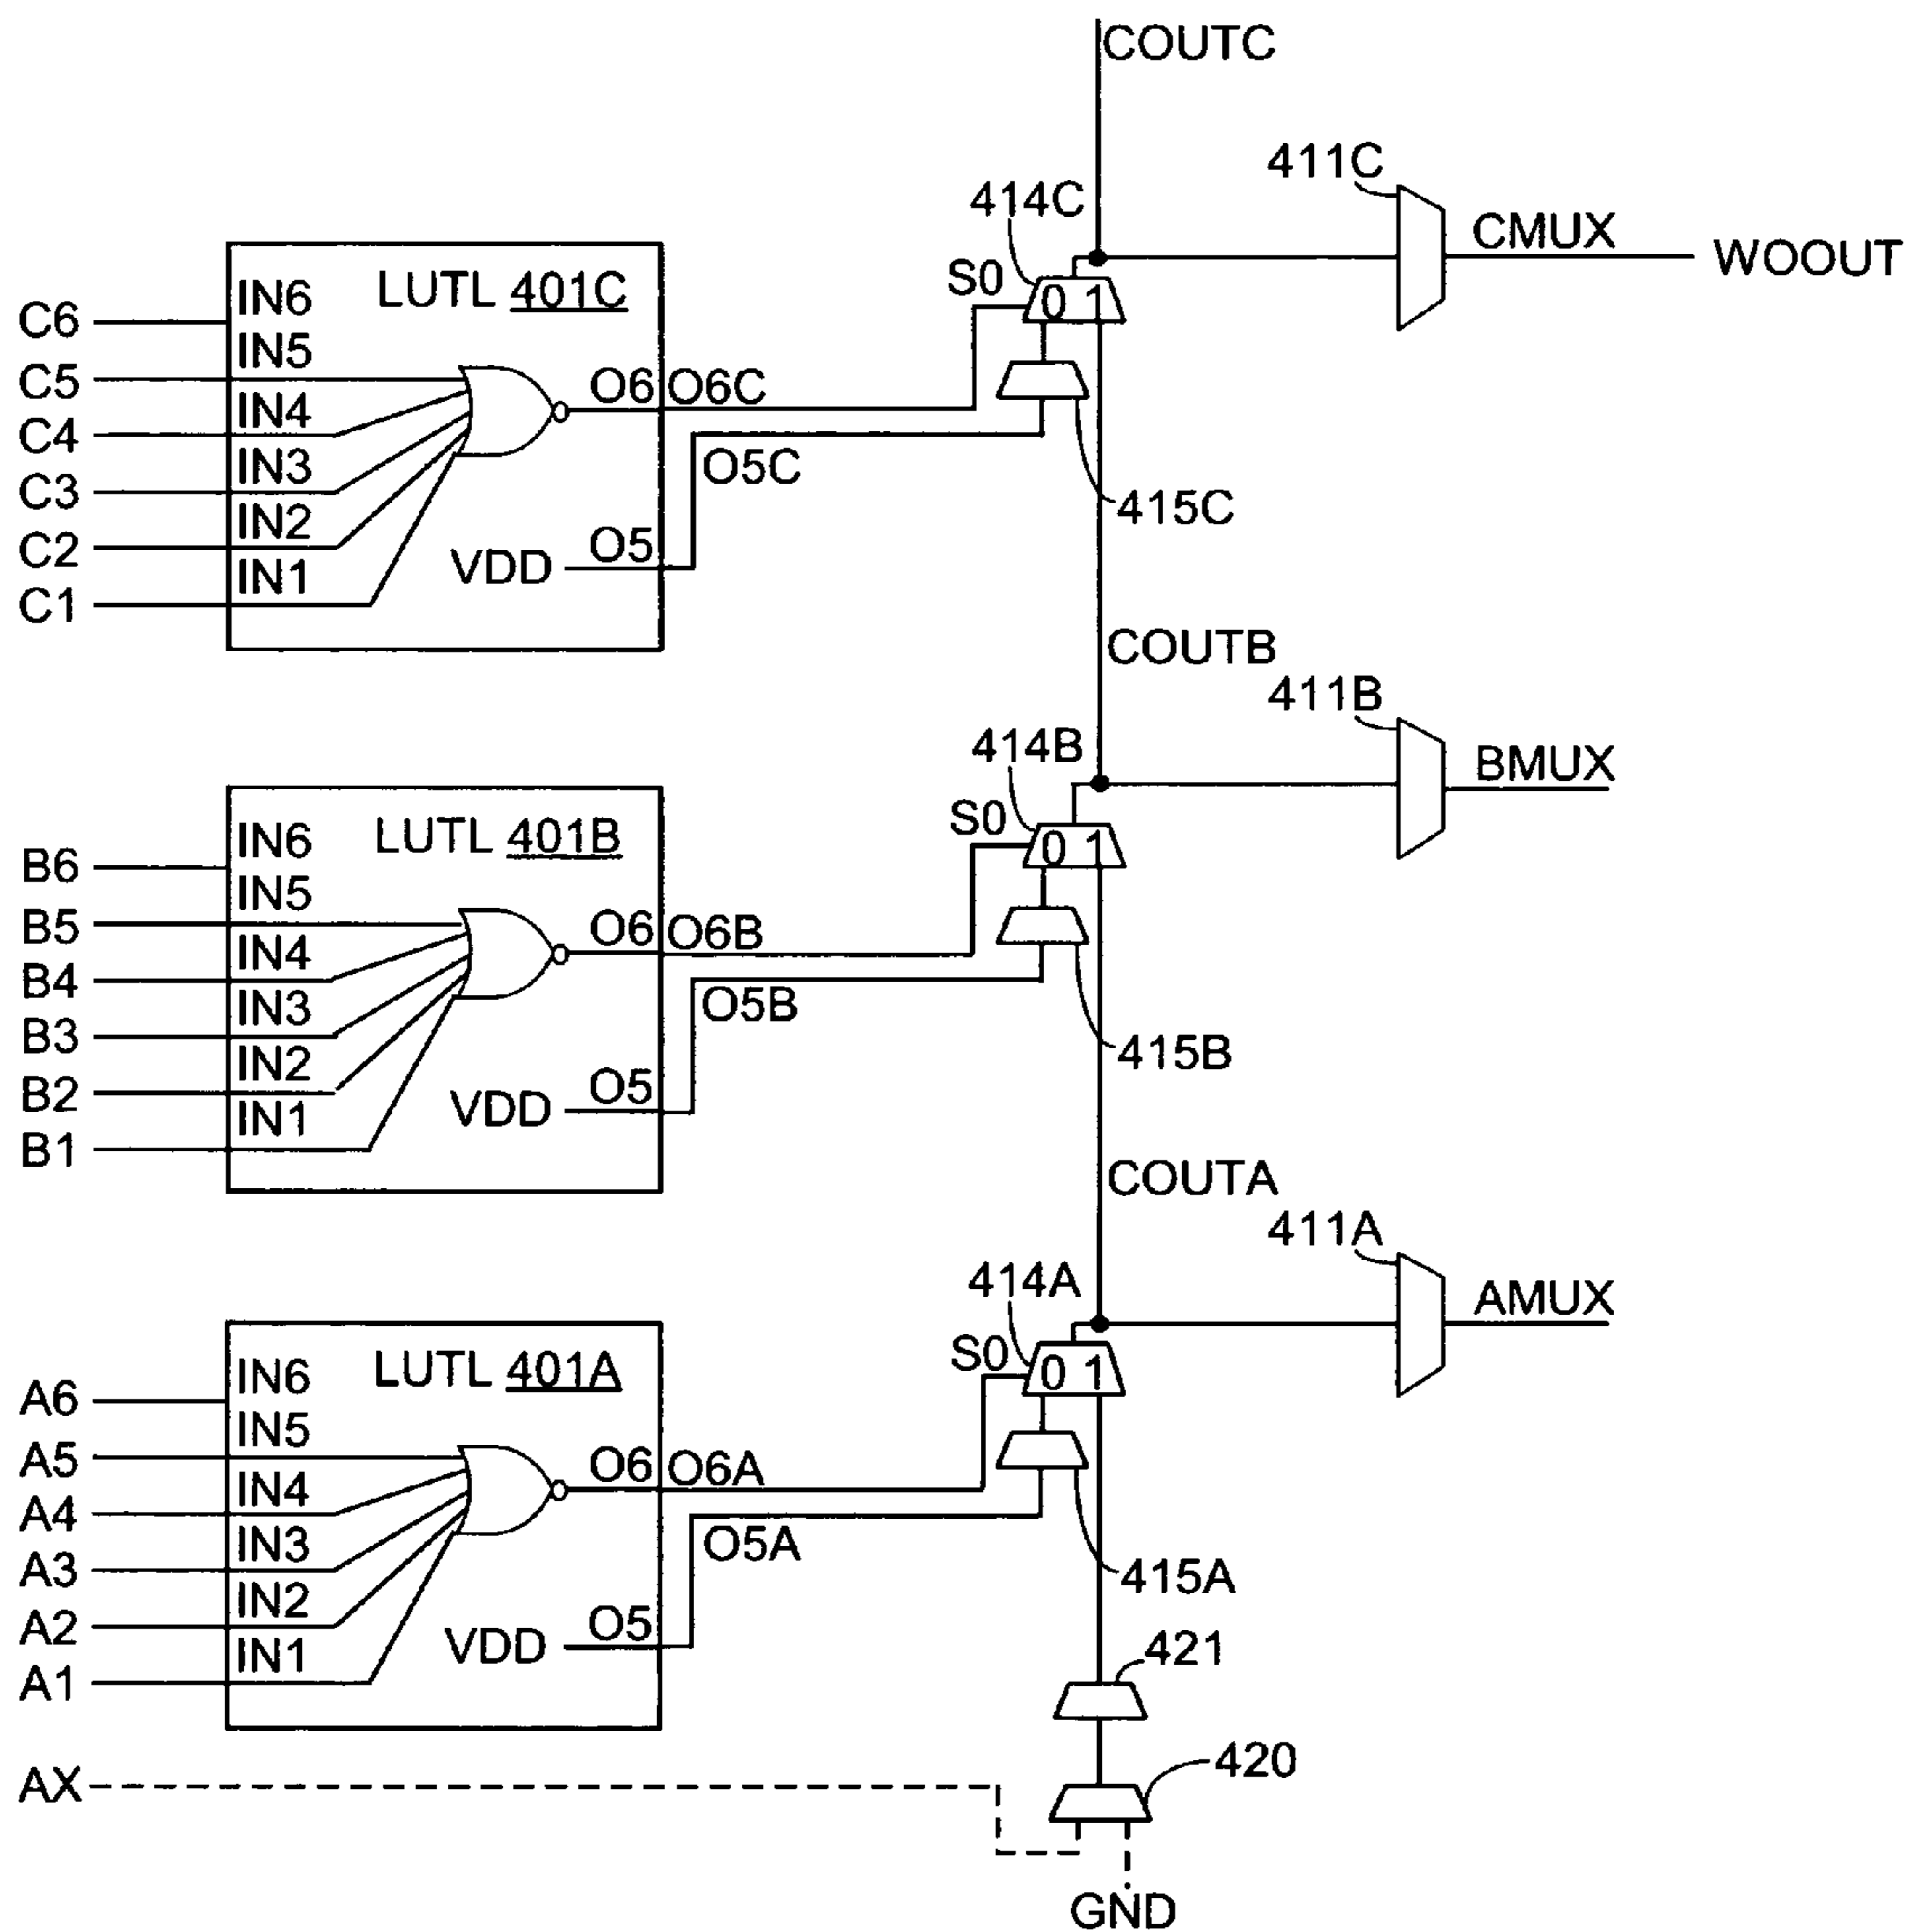 COUTC
411C
414C
CMUX
WOOUT
S0
0 1
LUTL 401C
IN6
C6
IN5
C5
O6 O6C
IN4
C4
IN3
C3
O5C
415C
IN2
C2
VDD
O5
IN1
C1
COUTB
411B
414B
BMUX
S0
0 1
LUTL 401B
IN6
B6
IN5
B5
O6 O6B
IN4
B4
IN3
B3
O5B
415B
IN2
B2
VDD
O5
IN1
B1
COUTA
411A
414A
AMUX
S0
0 1
LUTL 401A
IN6
A6
IN5
A5
O6 O6A
IN4
A4
IN3
A3
O5A
415A
IN2
A2
VDD
O5
IN1
A1
421
420
AX
GND